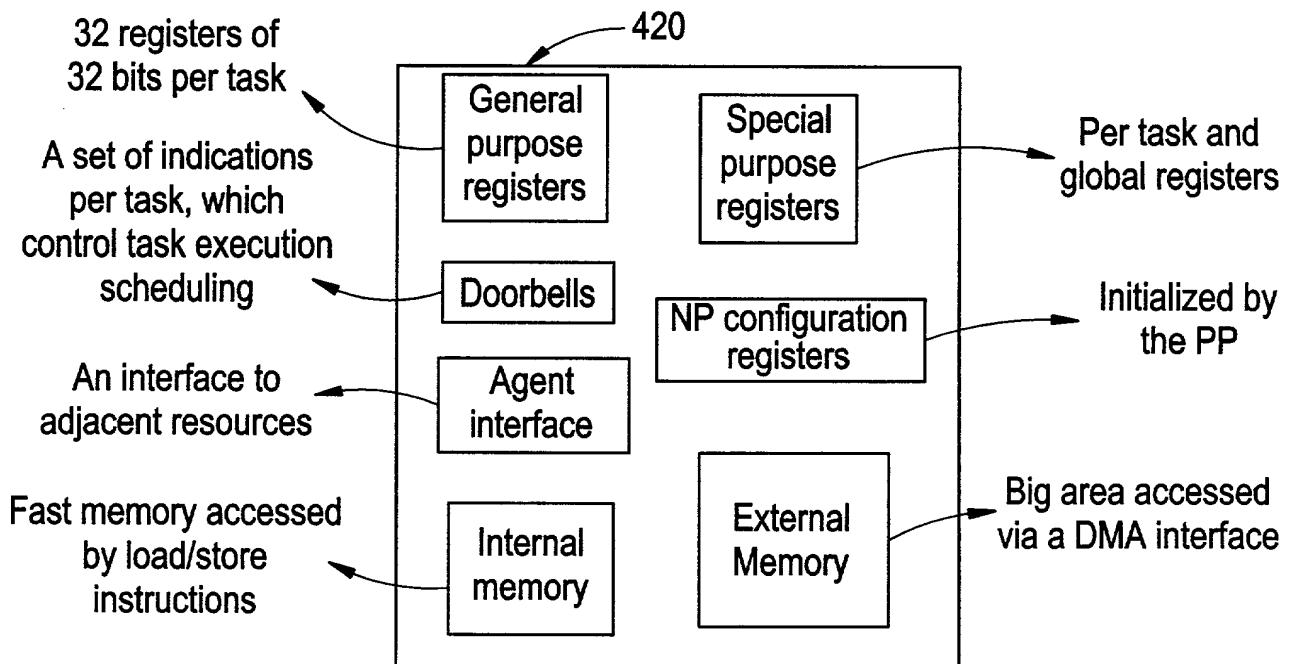 420
32 registers of
32 bits per task
General
purpose
registers
Special
purpose
registers
Per task and
global registers
A set of indications
per task, which
control task execution
scheduling
Doorbells
NP configuration
registers
Initialized by
the PP
An interface to
adjacent resources
Agent
interface
Fast memory accessed
by load/store
instructions
Internal
memory
External
Memory
Big area accessed
via a DMA interface